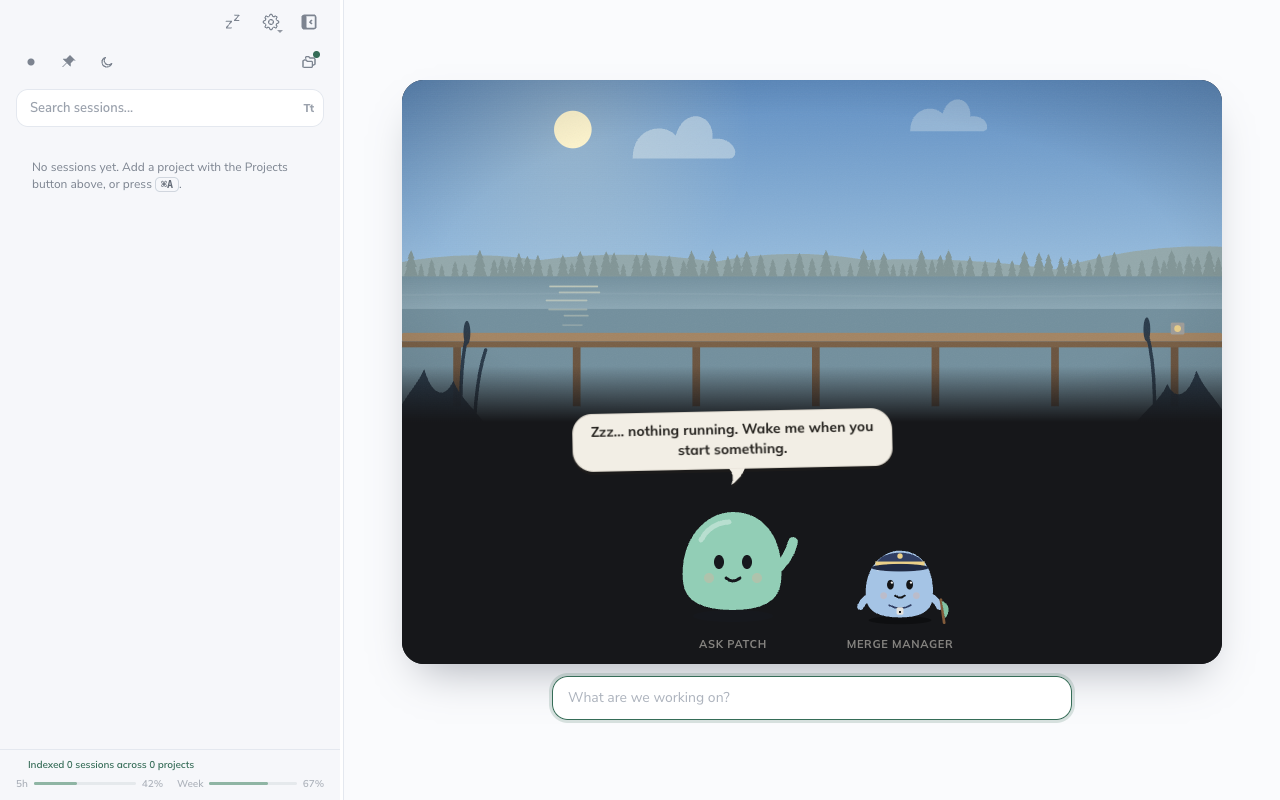 zzZ
Search sessions...
Tt
No sessions yet. Add a project with the Projects
button above, or press ⌘A.
Zzz... nothing running. Wake me when you
start something.
ASK PATCH
MERGE MANAGER
What are we working on?
Indexed 0 sessions across 0 projects
5h 42% Week 67%